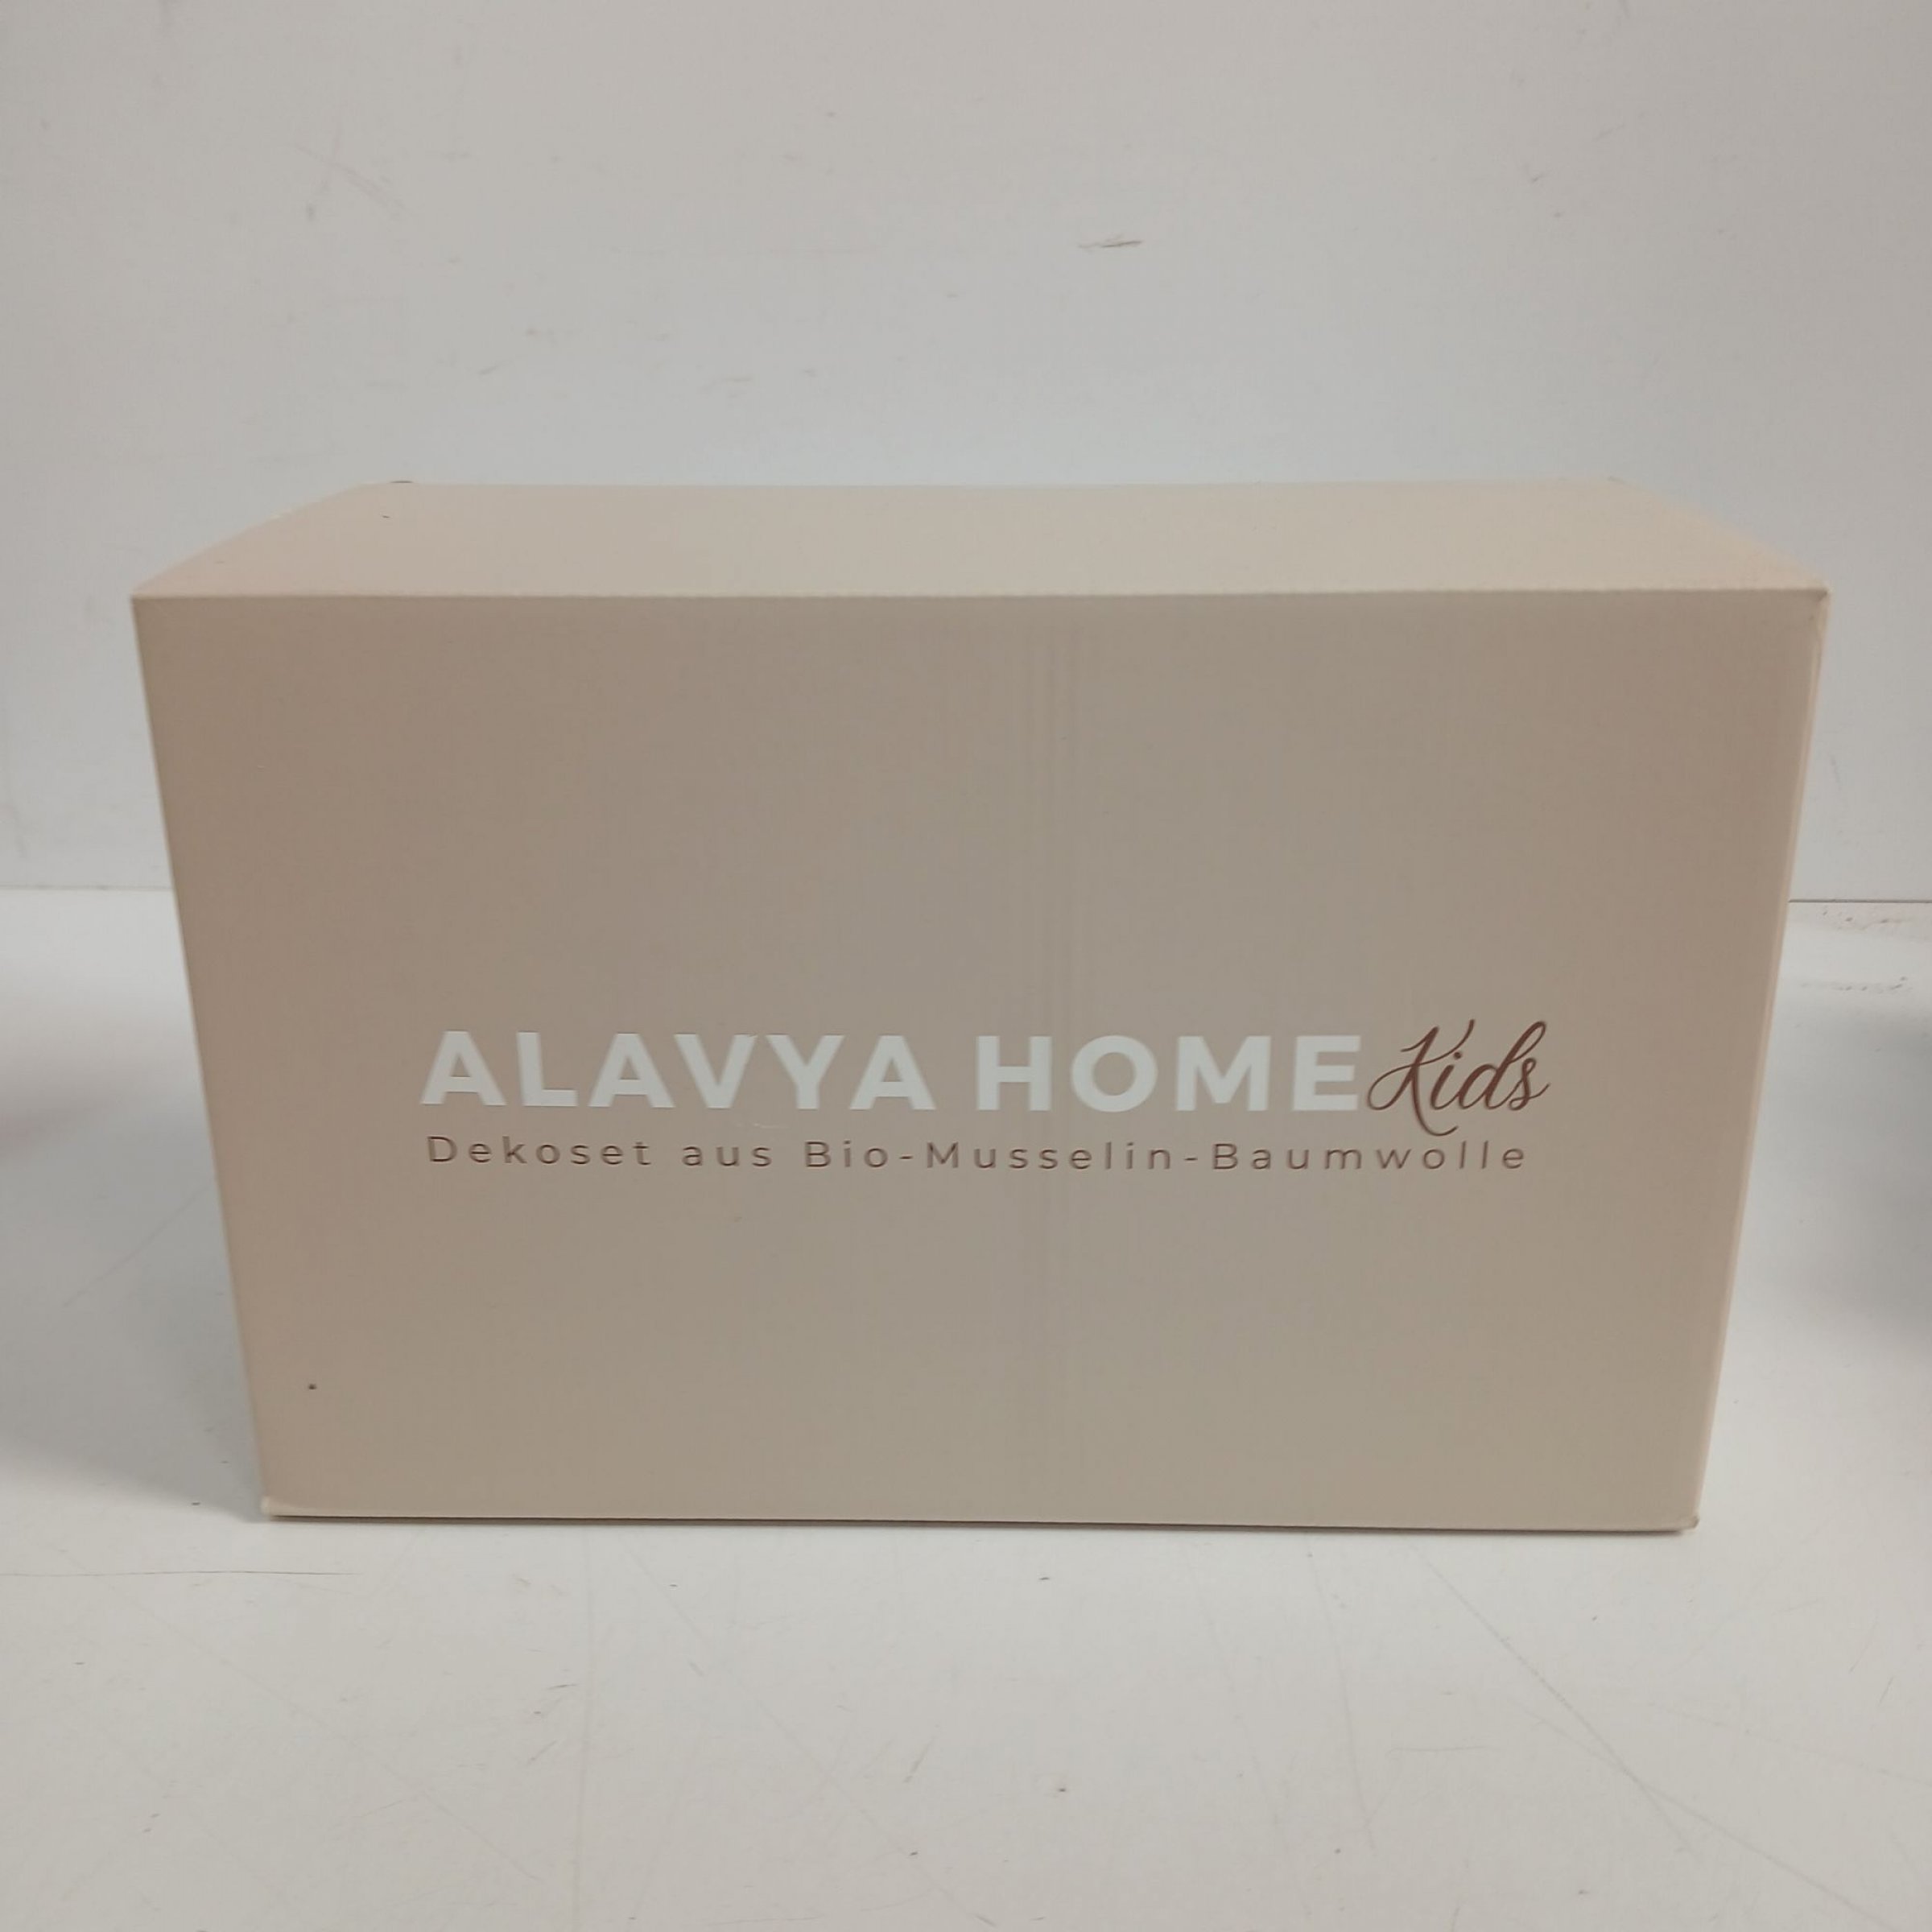 ALAVYA HOME Kids
Dekoset aus Bio-Musselin-Baumwolle